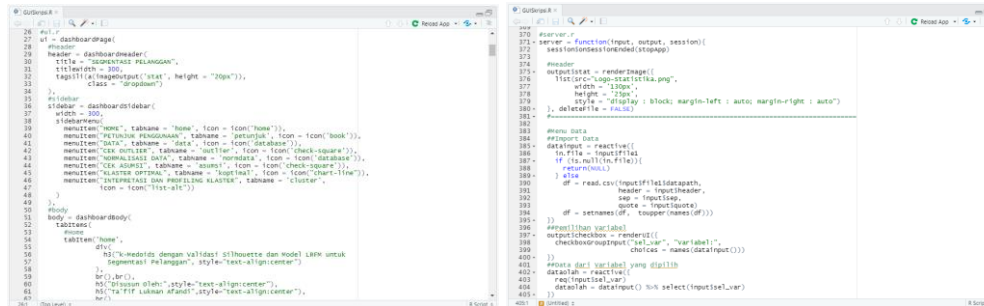 GUISkripsi.R
Reload App
26 #ui.r
27 ui = dashboardPage(
28 #header
29 header = dashboardHeader(
30 title = "SEGMENTASI PELANGGAN",
31 titlewidth = 300,
32 tags$li(a(imageOutput('stat', height = "20px")),
33 class = "dropdown")
34 ),
35 #sidebar
36 sidebar = dashboardSidebar(
37 width = 300,
38 sidebarMenu(
39 menuItem("HOME", tabName = 'home', icon = icon("home")),
40 menuItem("PETUNJUK PENGGUNAAN", tabName = 'petunjuk', icon = icon('book')),
41 menuItem("DATA", tabName = 'data', icon = icon('database')),
42 menuItem("CEK OUTLIER", tabName = 'outlier', icon = icon('check-square')),
43 menuItem("NORMALISASI DATA", tabName = 'normdata', icon = icon('database')),
44 menuItem("CEK ASUMSI", tabName = 'asumsi', icon = icon("check-square")),
45 menuItem("KLASTER OPTIMAL", tabName = 'koptimal', icon = icon("chart-line")),
46 menuItem("INTEPRETASI DAN PROFILING KLASTER", tabName = 'cluster',
47 icon = icon("list-alt"))
48 )
49 ),
50 #body
51 body = dashboardBody(
52 tabItems(
53 #Home
54 tabItem('home',
55 div(
56 h3("k-Medoids dengan Validasi Silhouette dan Model LRFM untuk
57 Segmentasi Pelanggan", style="text-align:center")
58 ),
59 br(),br(),
60 h5("Disusun Oleh:",style="text-align:center"),
61 h5("Ta'fif Lukman Afandi",style="text-align:center"),
62 br()
(Top Level)
R Script
GUISkripsi.R
Reload App
369
370 #server.r
371 server = function(input, output, session){
372 session$onSessionEnded(stopApp)
373
374 #Header
375 output$stat = renderImage({
376 list(src="Logo-Statistika.png",
377 width = '130px',
378 height = '25px',
379 style = "display : block; margin-left : auto; margin-right : auto")
380 }, deleteFile = FALSE)
381
382
383 #Menu Data
384 ##Import Data
385 datainput = reactive({
386 in.file = input$file1
387 if (is.null(in.file)){
388 return(NULL)
389 } else
390 df = read.csv(input$file1$datapath,
391 header = input$header,
392 sep = input$sep,
393 quote = input$quote)
394 df = setnames(df, toupper(names(df)))
395 })
396 ##Pemilihan Variabel
397 output$checkbox = renderUI({
398 checkboxGroupInput("sel_var", "Variabel:",
399 choices = names(datainput()))
400 })
401 ##Data dari variabel yang dipilih
402 dataolah = reactive({
403 req(input$sel_var)
404 dataolah = datainput() %>% select(input$sel_var)
405 })
405:1 (Untitled)
R Script